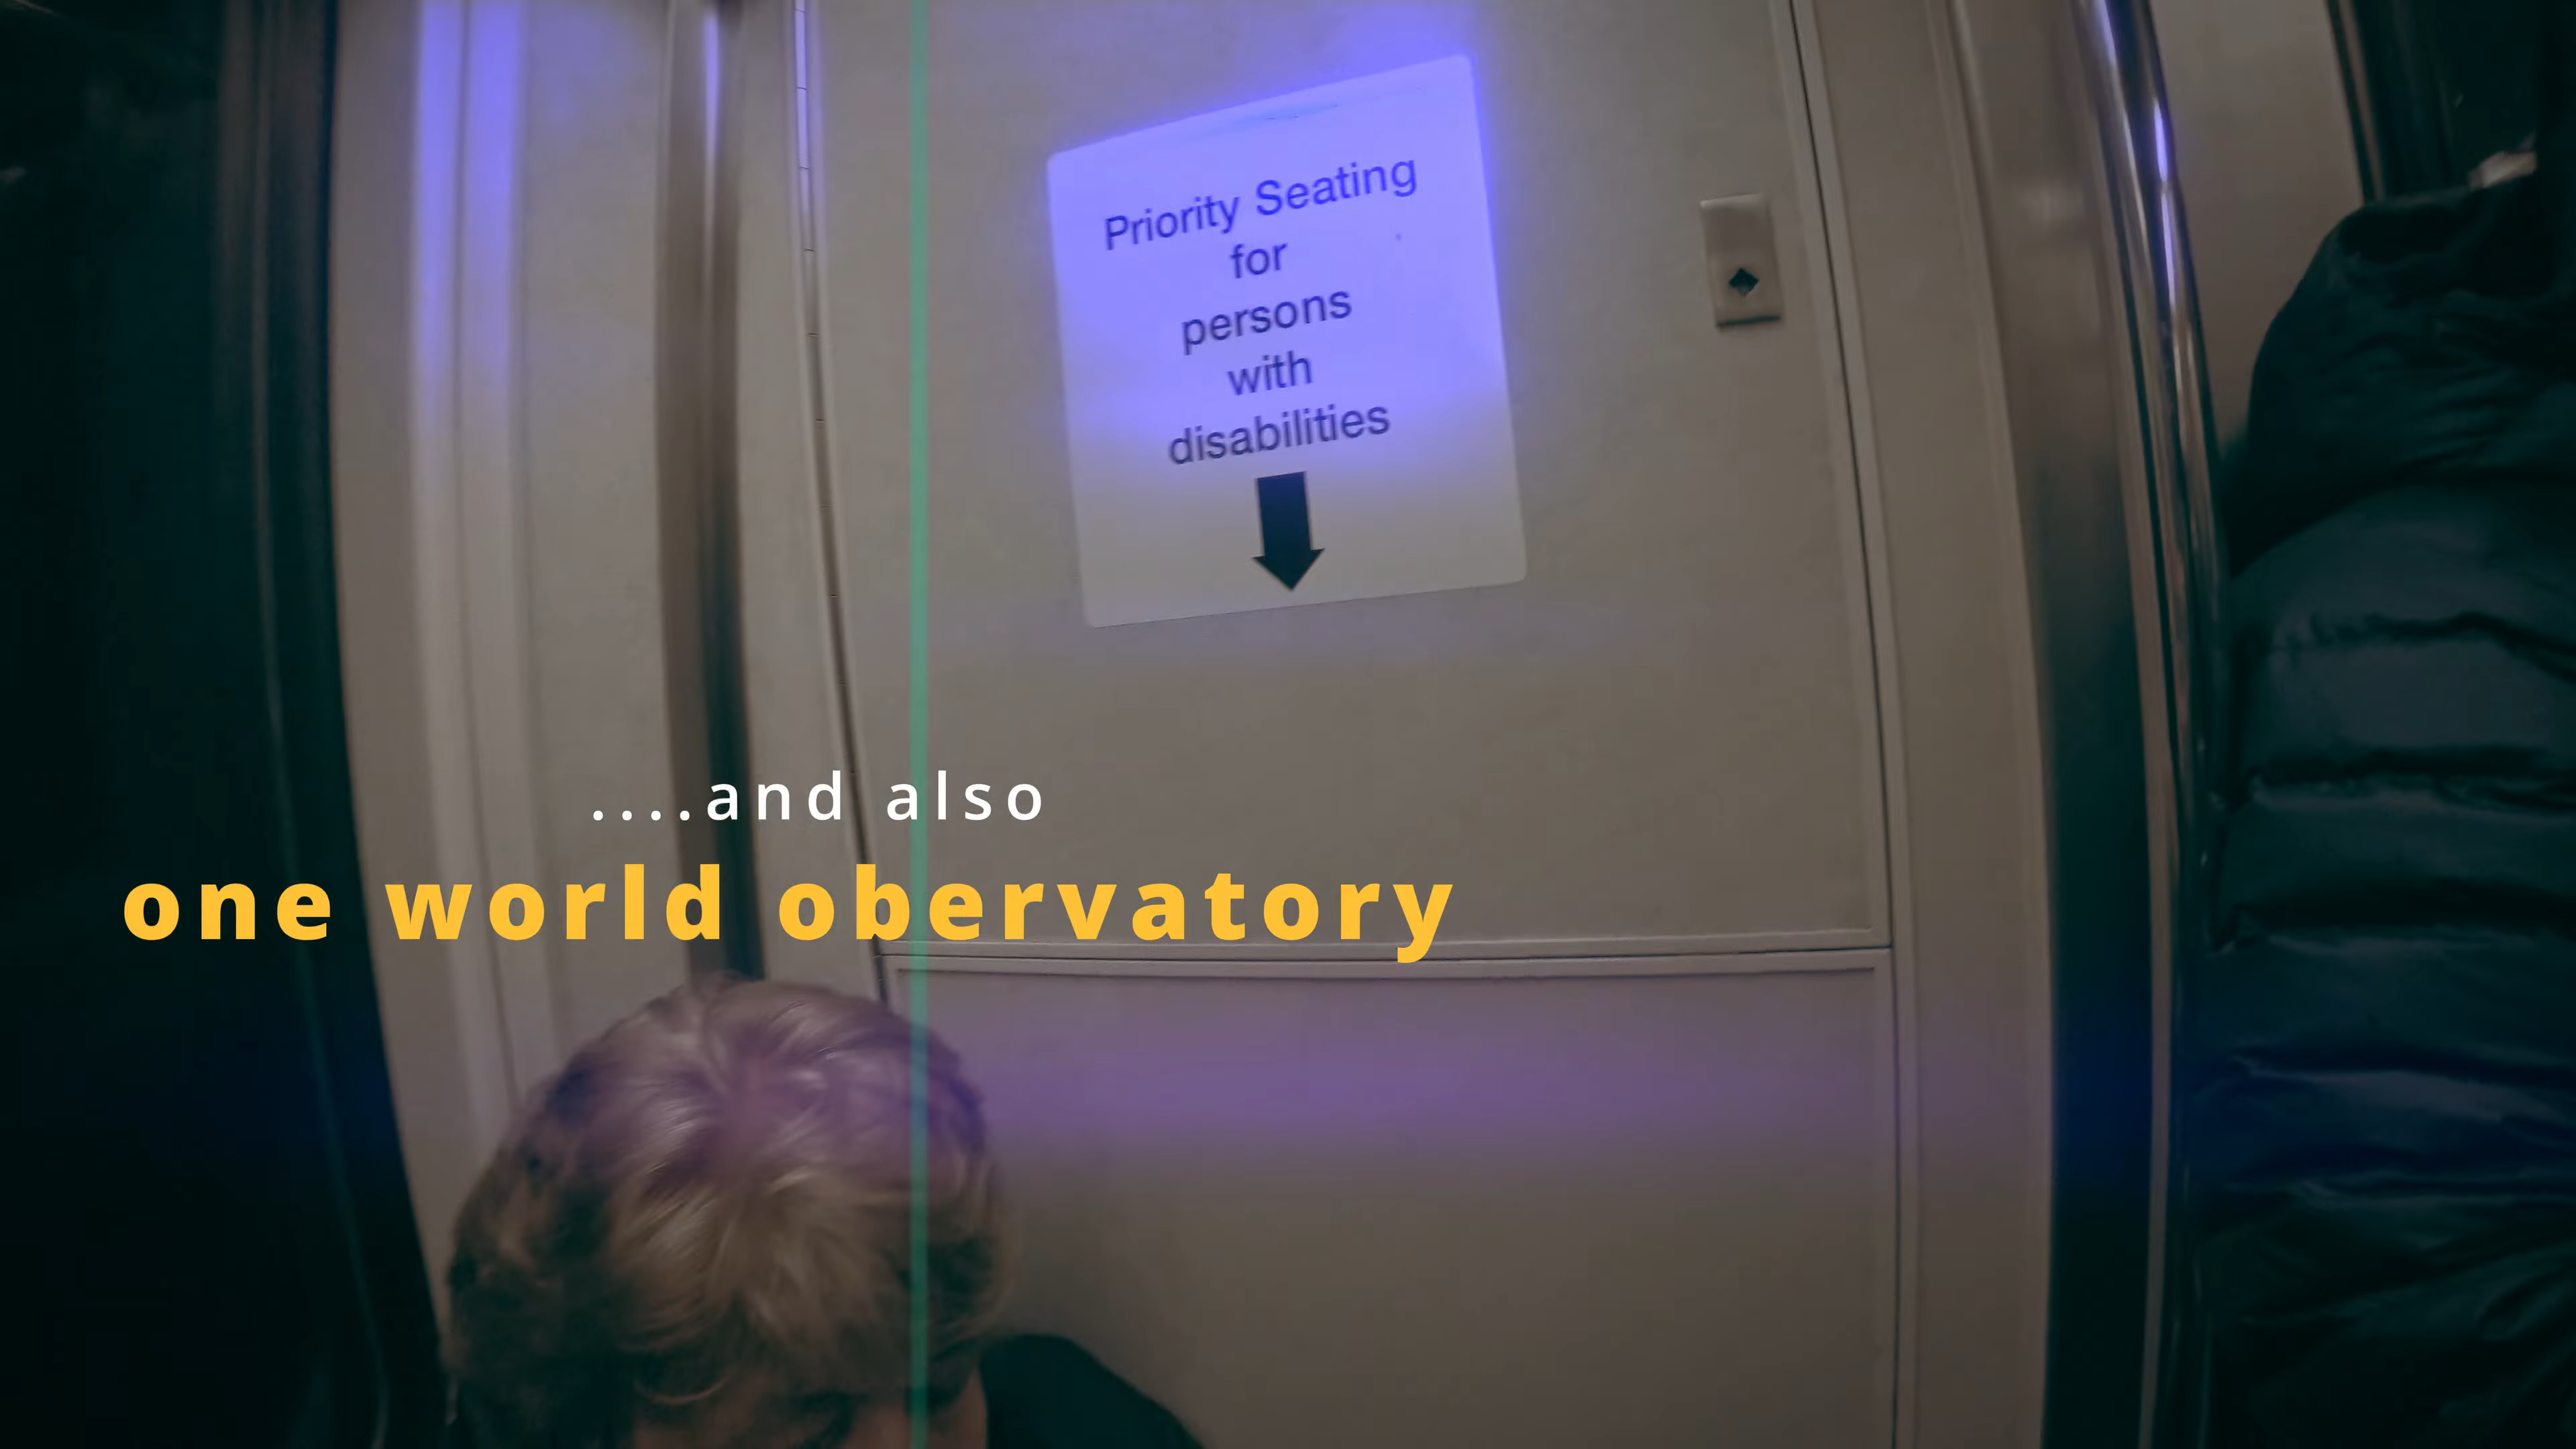 Priority Seating
for
persons
with
disabilities
....and also
one world obervatory